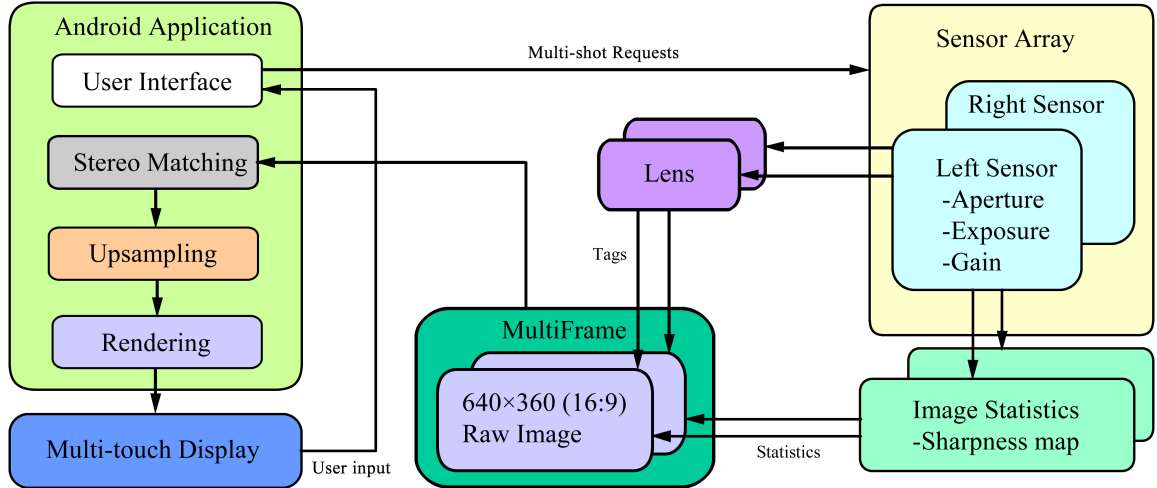 Android Application
User Interface
Stereo Matching
Upsampling
Rendering
Multi-touch Display
User input
Multi-shot Requests
Sensor Array
Right Sensor
Left Sensor
-Aperture
-Exposure
-Gain
Lens
Tags
MultiFrame
640×360 (16:9)
Raw Image
Statistics
Image Statistics
-Sharpness map